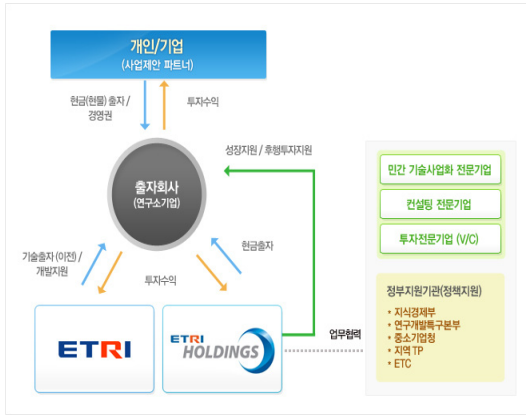 개인/기업
(사업제안 파트너)
현금(현물) 출자 /
경영권
투자수익
성장지원 / 후행투자지원
출자회사
(연구소기업)
기술출자 (이전) /
개발지원
투자수익
현금출자
ETRI
ETRI
HOLDINGS
업무협력
민간 기술사업화 전문기업
컨설팅 전문기업
투자전문기업 (V/C)
정부지원기관(정책지원)
• 지식경제부
• 연구개발특구본부
• 중소기업청
• 지역 TP
• ETC